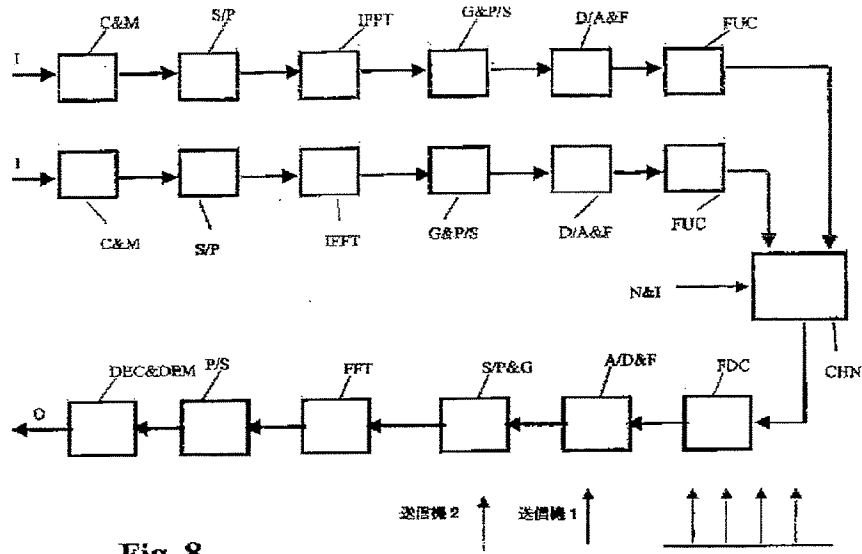 C&M S/P IFFT G&P/S D/A&F FUC
I
I
C&M S/P IFFT G&P/S D/A&F FUC
N&I
CHN
DEC&DEM P/S FFT S/P&G A/D&F FDC
O
送信機2 送信機1
Fig. 8